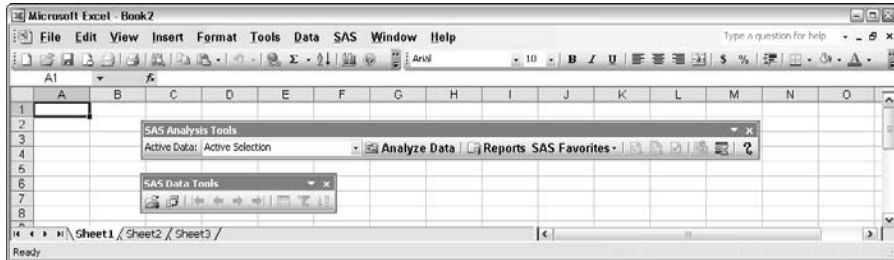 Microsoft Excel - Book2
File Edit View Insert Format Tools Data SAS Window Help Type a question for help
Arial 10 B I U $ %
A1 fx
A B C D E F G H I J K L M N O
1
2
SAS Analysis Tools
3
Active Data: Active Selection Analyze Data Reports SAS Favorites
4
5
6
SAS Data Tools
7
8
Sheet1 Sheet2 Sheet3
Ready